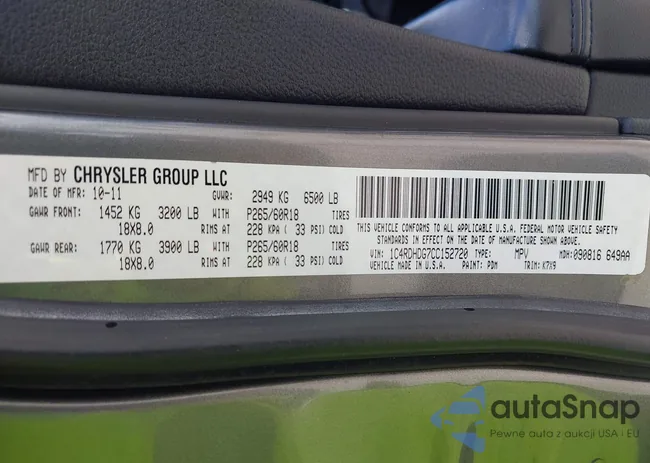 MFD BY CHRYSLER GROUP LLC
DATE OF MFR: 10-11 GVWR: 2949 KG 6500 LB
GAWR FRONT: 1452 KG 3200 LB WITH P265/60R18 TIRES
18X8.0 RIMS AT 228 KPA ( 33 PSI) COLD
GAWR REAR: 1770 KG 3900 LB WITH P265/60R18 TIRES
18X8.0 RIMS AT 228 KPA ( 33 PSI) COLD
THIS VEHICLE CONFORMS TO ALL APPLICABLE U.S.A. FEDERAL MOTOR VEHICLE SAFETY
STANDARDS IN EFFECT ON THE DATE OF MANUFACTURE SHOWN ABOVE.
VIN: 1C4RDHDG7CC152720 TYPE: MPV MDH: 090816 649AA
VEHICLE MADE IN U.S.A. PAINT: PDM TRIM: K7X9
autaSnap
Pewne auta z aukcji USA i EU